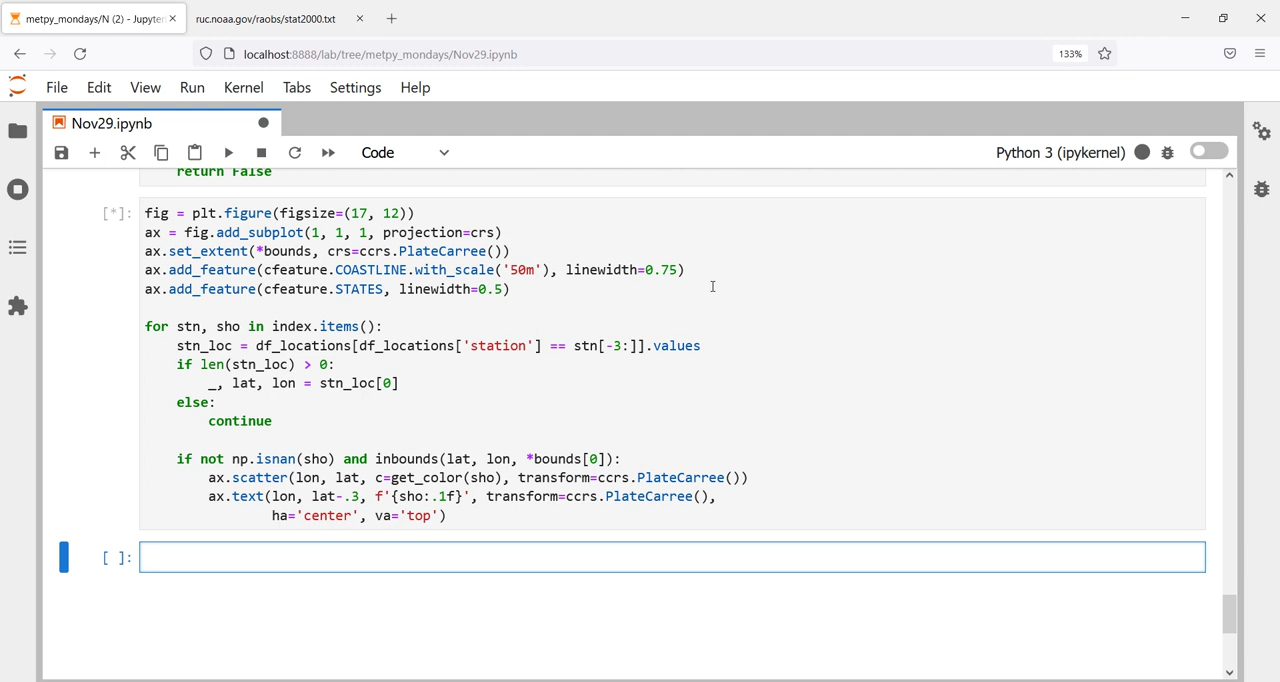 metpy_mondays/N (2) - Jupyter
ruc.noaa.gov/raobs/stat2000.txt
localhost:8888/lab/tree/metpy_mondays/Nov29.ipynb
133%
File Edit View Run Kernel Tabs Settings Help
Nov29.ipynb
Code
Python 3 (ipykernel)
return False
[*]:
fig = plt.figure(figsize=(17, 12))
ax = fig.add_subplot(1, 1, 1, projection=crs)
ax.set_extent(*bounds, crs=ccrs.PlateCarree())
ax.add_feature(cfeature.COASTLINE.with_scale('50m'), linewidth=0.75)
ax.add_feature(cfeature.STATES, linewidth=0.5)
for stn, sho in index.items():
stn_loc = df_locations[df_locations['station'] == stn[-3:]].values
if len(stn_loc) > 0:
_, lat, lon = stn_loc[0]
else:
continue
if not np.isnan(sho) and inbounds(lat, lon, *bounds[0]):
ax.scatter(lon, lat, c=get_color(sho), transform=ccrs.PlateCarree())
ax.text(lon, lat-.3, f'{sho:.1f}', transform=ccrs.PlateCarree(),
ha='center', va='top')
[ ]: